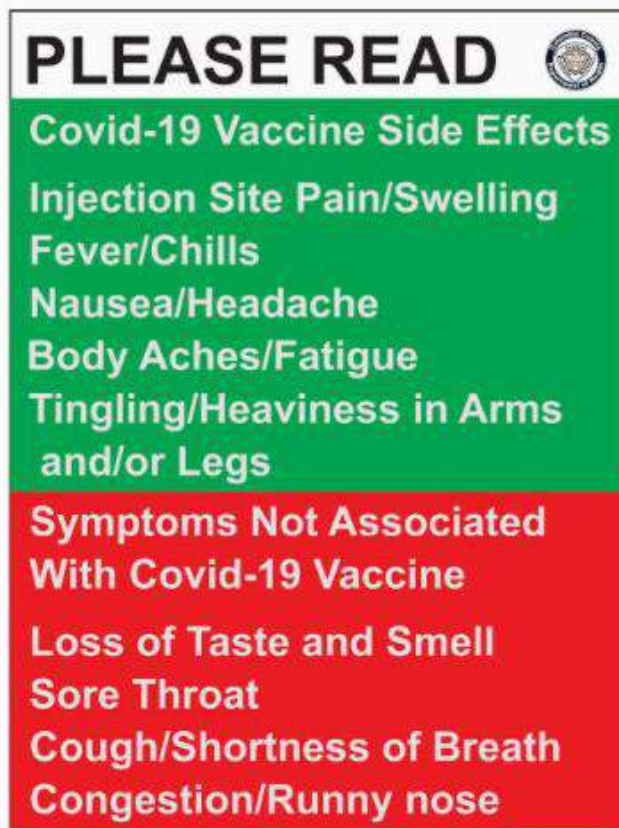 PLEASE READ
Covid-19 Vaccine Side Effects
Injection Site Pain/Swelling
Fever/Chills
Nausea/Headache
Body Aches/Fatigue
Tingling/Heaviness in Arms
and/or Legs
Symptoms Not Associated
With Covid-19 Vaccine
Loss of Taste and Smell
Sore Throat
Cough/Shortness of Breath
Congestion/Runny nose